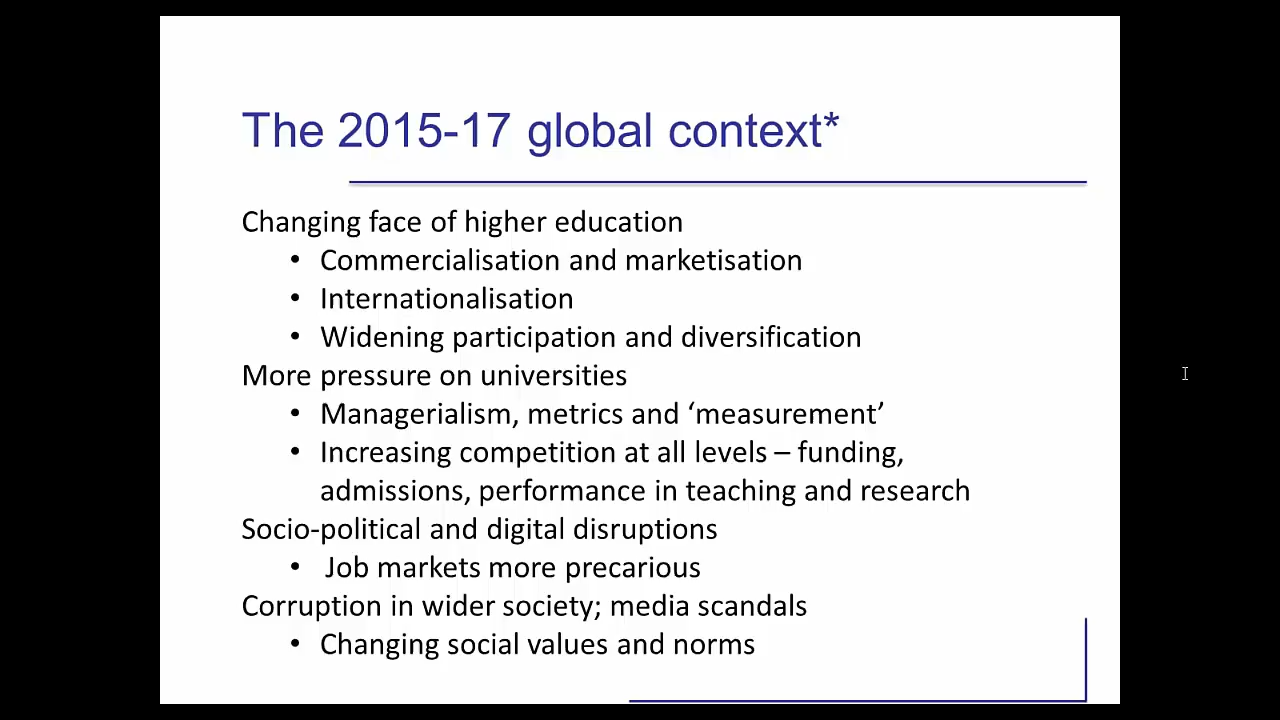 The 2015-17 global context*
Changing face of higher education
• Commercialisation and marketisation
• Internationalisation
• Widening participation and diversification
More pressure on universities
• Managerialism, metrics and ‘measurement’
• Increasing competition at all levels – funding,
admissions, performance in teaching and research
Socio-political and digital disruptions
• Job markets more precarious
Corruption in wider society; media scandals
• Changing social values and norms